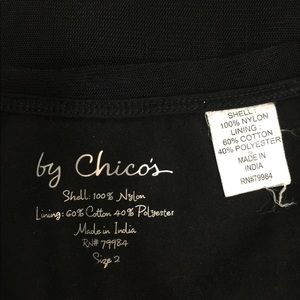 by Chico's
Shell: 100% Nylon
Lining: 60% Cotton 40% Polyester
Made in India
RN# 79984
Size 2
SHELL:
100% NYLON
LINING:
60% COTTON
40% POLYESTER
MADE IN
INDIA
RN#79984